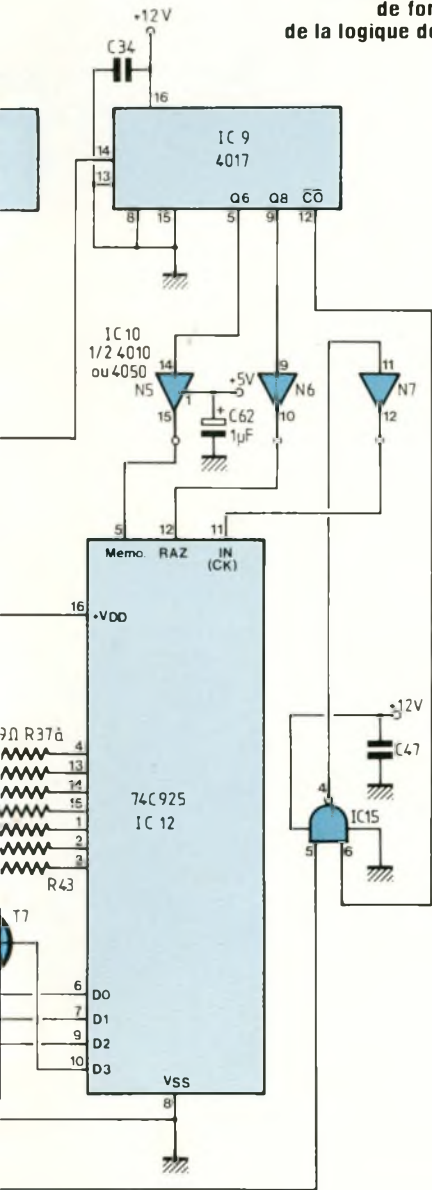 de for
de la logique de
+12 V
C34
16
14
13
IC 9
4017
Q6 Q8 C̅O̅
8 15 5 9 12
IC 10
1/2 4010
ou 4050
14 9 11
N5 1 +5V N6 N7
15 + C62 10 12
1µF
5 12 11
Memo. RAZ IN
(CK)
16 +VDD
9Ω R37à
4
13
14
15
1
2
3
R43
74C925
IC 12
+12V
C47
4
IC15
5 6
T7
6 D0
7 D1
9 D2
10 D3
VSS
8